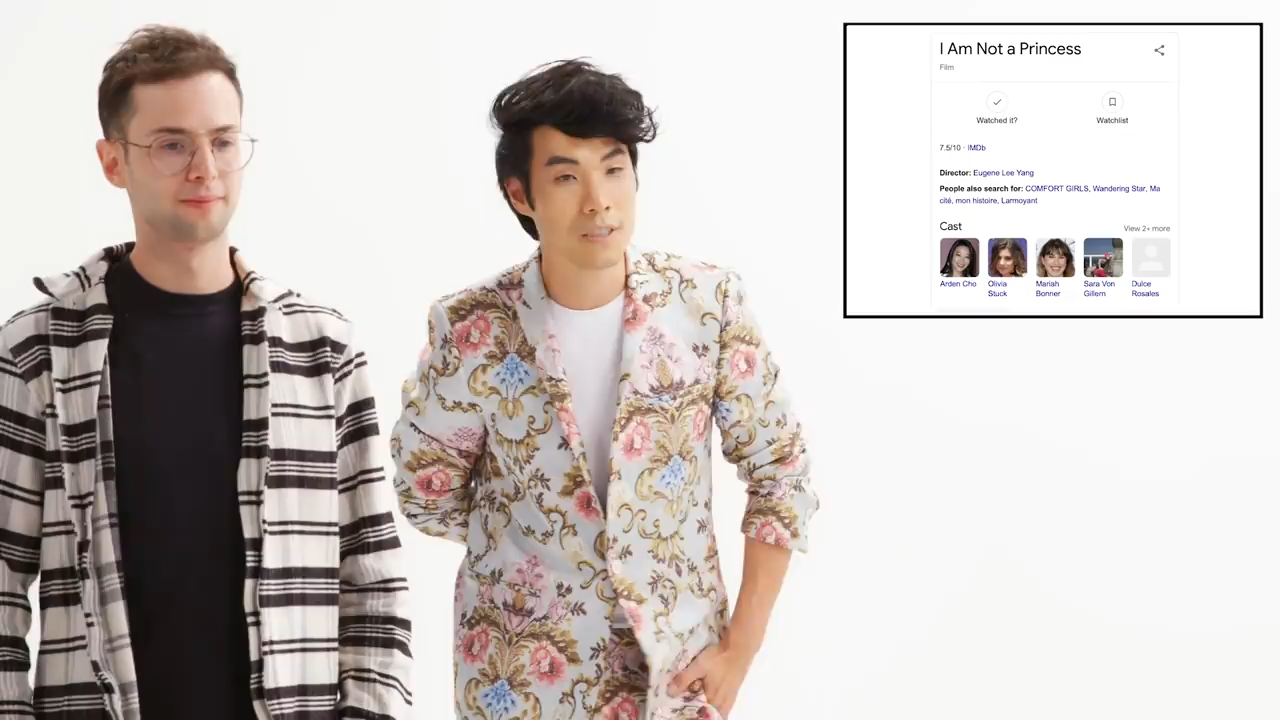 I Am Not a Princess
Film
Watched it?
Watchlist
7.5/10 · IMDb
Director: Eugene Lee Yang
People also search for: COMFORT GIRLS, Wandering Star, Ma
cité, mon histoire, Larmoyant
Cast
View 2+ more
Arden Cho
Olivia
Stuck
Mariah
Bonner
Sara Von
Gillern
Dulce
Rosales